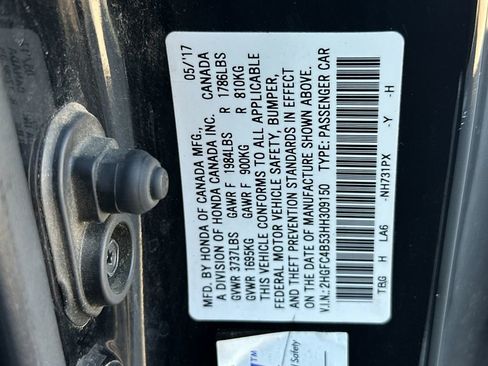 MFD. BY HONDA OF CANADA MFG., 05/'17
A DIVISION OF HONDA CANADA INC. CANADA
GVWR 3737LBS GAWR F 1984LBS R 1786LBS
GVWR 1695KG GAWR F 900KG R 810KG
THIS VEHICLE CONFORMS TO ALL APPLICABLE
FEDERAL MOTOR VEHICLE SAFETY, BUMPER,
AND THEFT PREVENTION STANDARDS IN EFFECT
ON THE DATE OF MANUFACTURE SHOWN ABOVE.
V.I.N.: 2HGFC4B53HH309150 TYPE: PASSENGER CAR
TBG H LA6 -NH731PX -Y -H
Safety